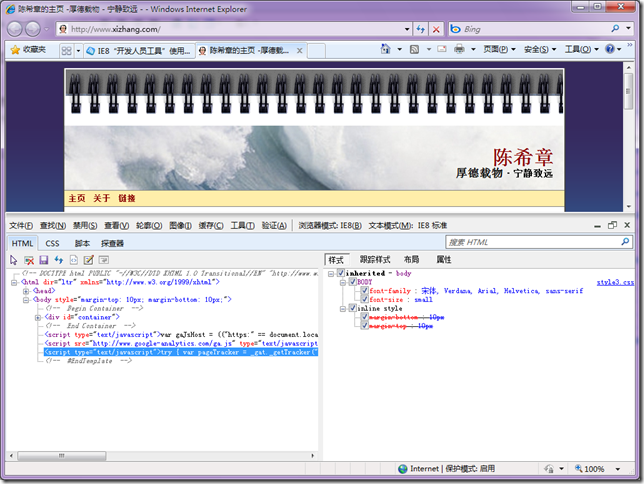 陈希章的主页 -厚德载物 - 宁静致远 - - Windows Internet Explorer
http://www.xizhang.com/
Bing
收藏夹
IE8 “开发人员工具” 使用...
陈希章的主页 -厚德载...
页面(P)
安全(S)
工具(O)
陈希章
厚德载物·宁静致远
主页 关于 链接
文件(F) 查找(N) 禁用(S) 查看(V) 轮廓(O) 图像(I) 缓存(C) 工具(T) 验证(A) 浏览器模式: IE8(B) 文本模式(M): IE8 标准
HTML CSS 脚本 探查器
搜索 HTML
样式 跟踪样式 布局 属性
<!-- DOCTYPE html PUBLIC "-//W3C//DTD XHTML 1.0 Transitional//EN" "http://www.w
<html dir="ltr" xmlns="http://www.w3.org/1999/xhtml">
<head>
<body style="margin-top: 10px; margin-bottom: 10px;">
<!-- Begin Container -->
<div id="container">
<!-- End Container -->
<script type="text/javascript">var gaJsHost = (("https:" == document.loca
<script src="http://www.google-analytics.com/ga.js" type="text/javascript
<script type="text/javascript">try { var pageTracker = _gat._getTracker("
<!-- #EndTemplate -->
inherited - body
BODY
style3.css
font-family : 宋体, Verdana, Arial, Helvetica, sans-serif
font-size : small
inline style
margin-bottom : 10px
margin-top : 10px
Internet | 保护模式: 启用
100%